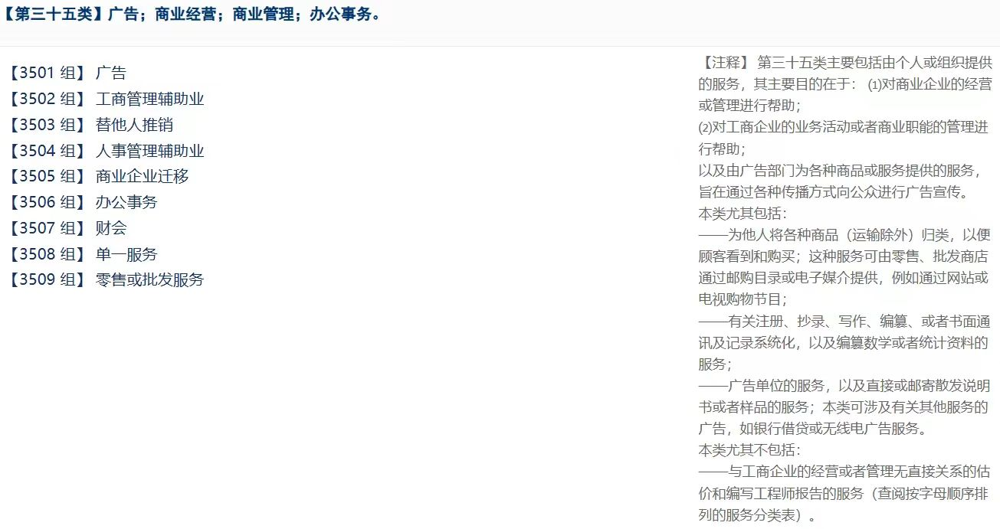 【第三十五类】广告；商业经营；商业管理；办公事务。
【3501 组】 广告
【3502 组】 工商管理辅助业
【3503 组】 替他人推销
【3504 组】 人事管理辅助业
【3505 组】 商业企业迁移
【3506 组】 办公事务
【3507 组】 财会
【3508 组】 单一服务
【3509 组】 零售或批发服务
【注释】 第三十五类主要包括由个人或组织提供
的服务，其主要目的在于： ⑴对商业企业的经营
或管理进行帮助；
⑵对工商企业的业务活动或者商业职能的管理进
行帮助；
以及由广告部门为各种商品或服务提供的服务，
旨在通过各种传播方式向公众进行广告宣传。
本类尤其包括：
——为他人将各种商品（运输除外）归类，以便
顾客看到和购买；这种服务可由零售、批发商店
通过邮购目录或电子媒介提供，例如通过网站或
电视购物节目；
——有关注册、抄录、写作、编篡、或者书面通
讯及记录系统化，以及编篡数学或者统计资料的
服务；
——广告单位的服务，以及直接或邮寄散发说明
书或者样品的服务；本类可涉及有关其他服务的
广告，如银行借贷或无线电广告服务。
本类尤其不包括：
——与工商企业的经营或者管理无直接关系的估
价和编写工程师报告的服务（查阅按字母顺序排
列的服务分类表）。